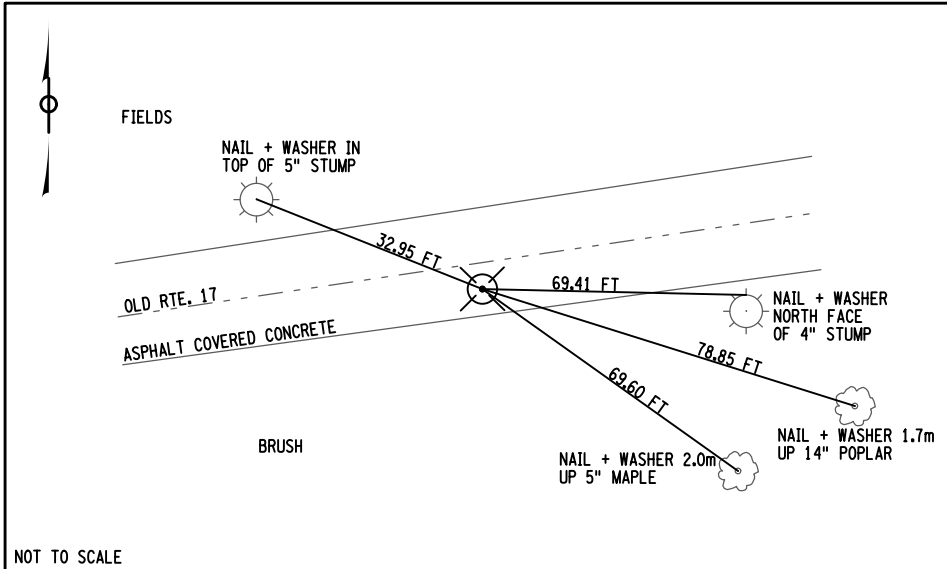 FIELDS
NAIL + WASHER IN
TOP OF 5" STUMP
32.95 FT
69.41 FT
OLD RTE. 17
NAIL + WASHER
NORTH FACE
OF 4" STUMP
ASPHALT COVERED CONCRETE
78.85 FT
69.60 FT
BRUSH
NAIL + WASHER 1.7m
UP 14" POPLAR
NAIL + WASHER 2.0m
UP 5" MAPLE
NOT TO SCALE